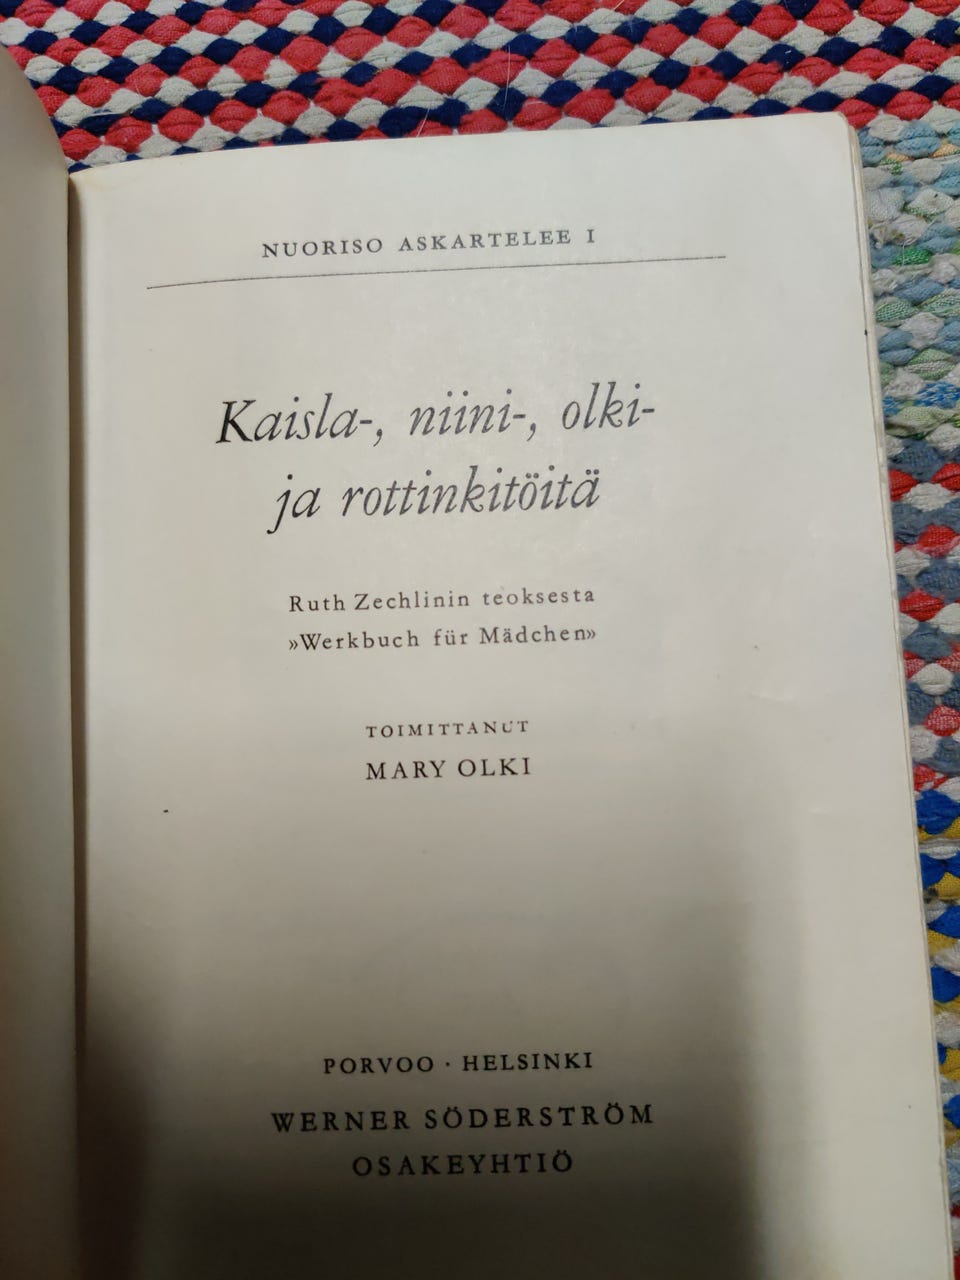 NUORISO ASKARTELEE I
Kaisla-, niini-, olki-
ja rottinkitöitä
Ruth Zechlinin teoksesta
»Werkbuch für Mädchen»
TOIMITTANUT
MARY OLKI
PORVOO · HELSINKI
WERNER SÖDERSTRÖM
OSAKEYHTIÖ